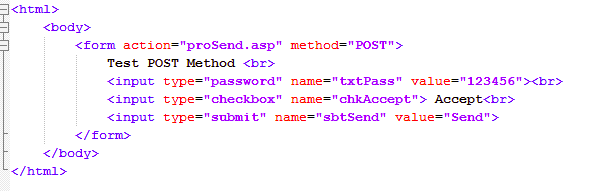 <html>
<body>
<form action="proSend.asp" method="POST">
Test POST Method <br>
<input type="password" name="txtPass" value="123456"><br>
<input type="checkbox" name="chkAccept"> Accept<br>
<input type="submit" name="sbtSend" value="Send">
</form>
</body>
</html>